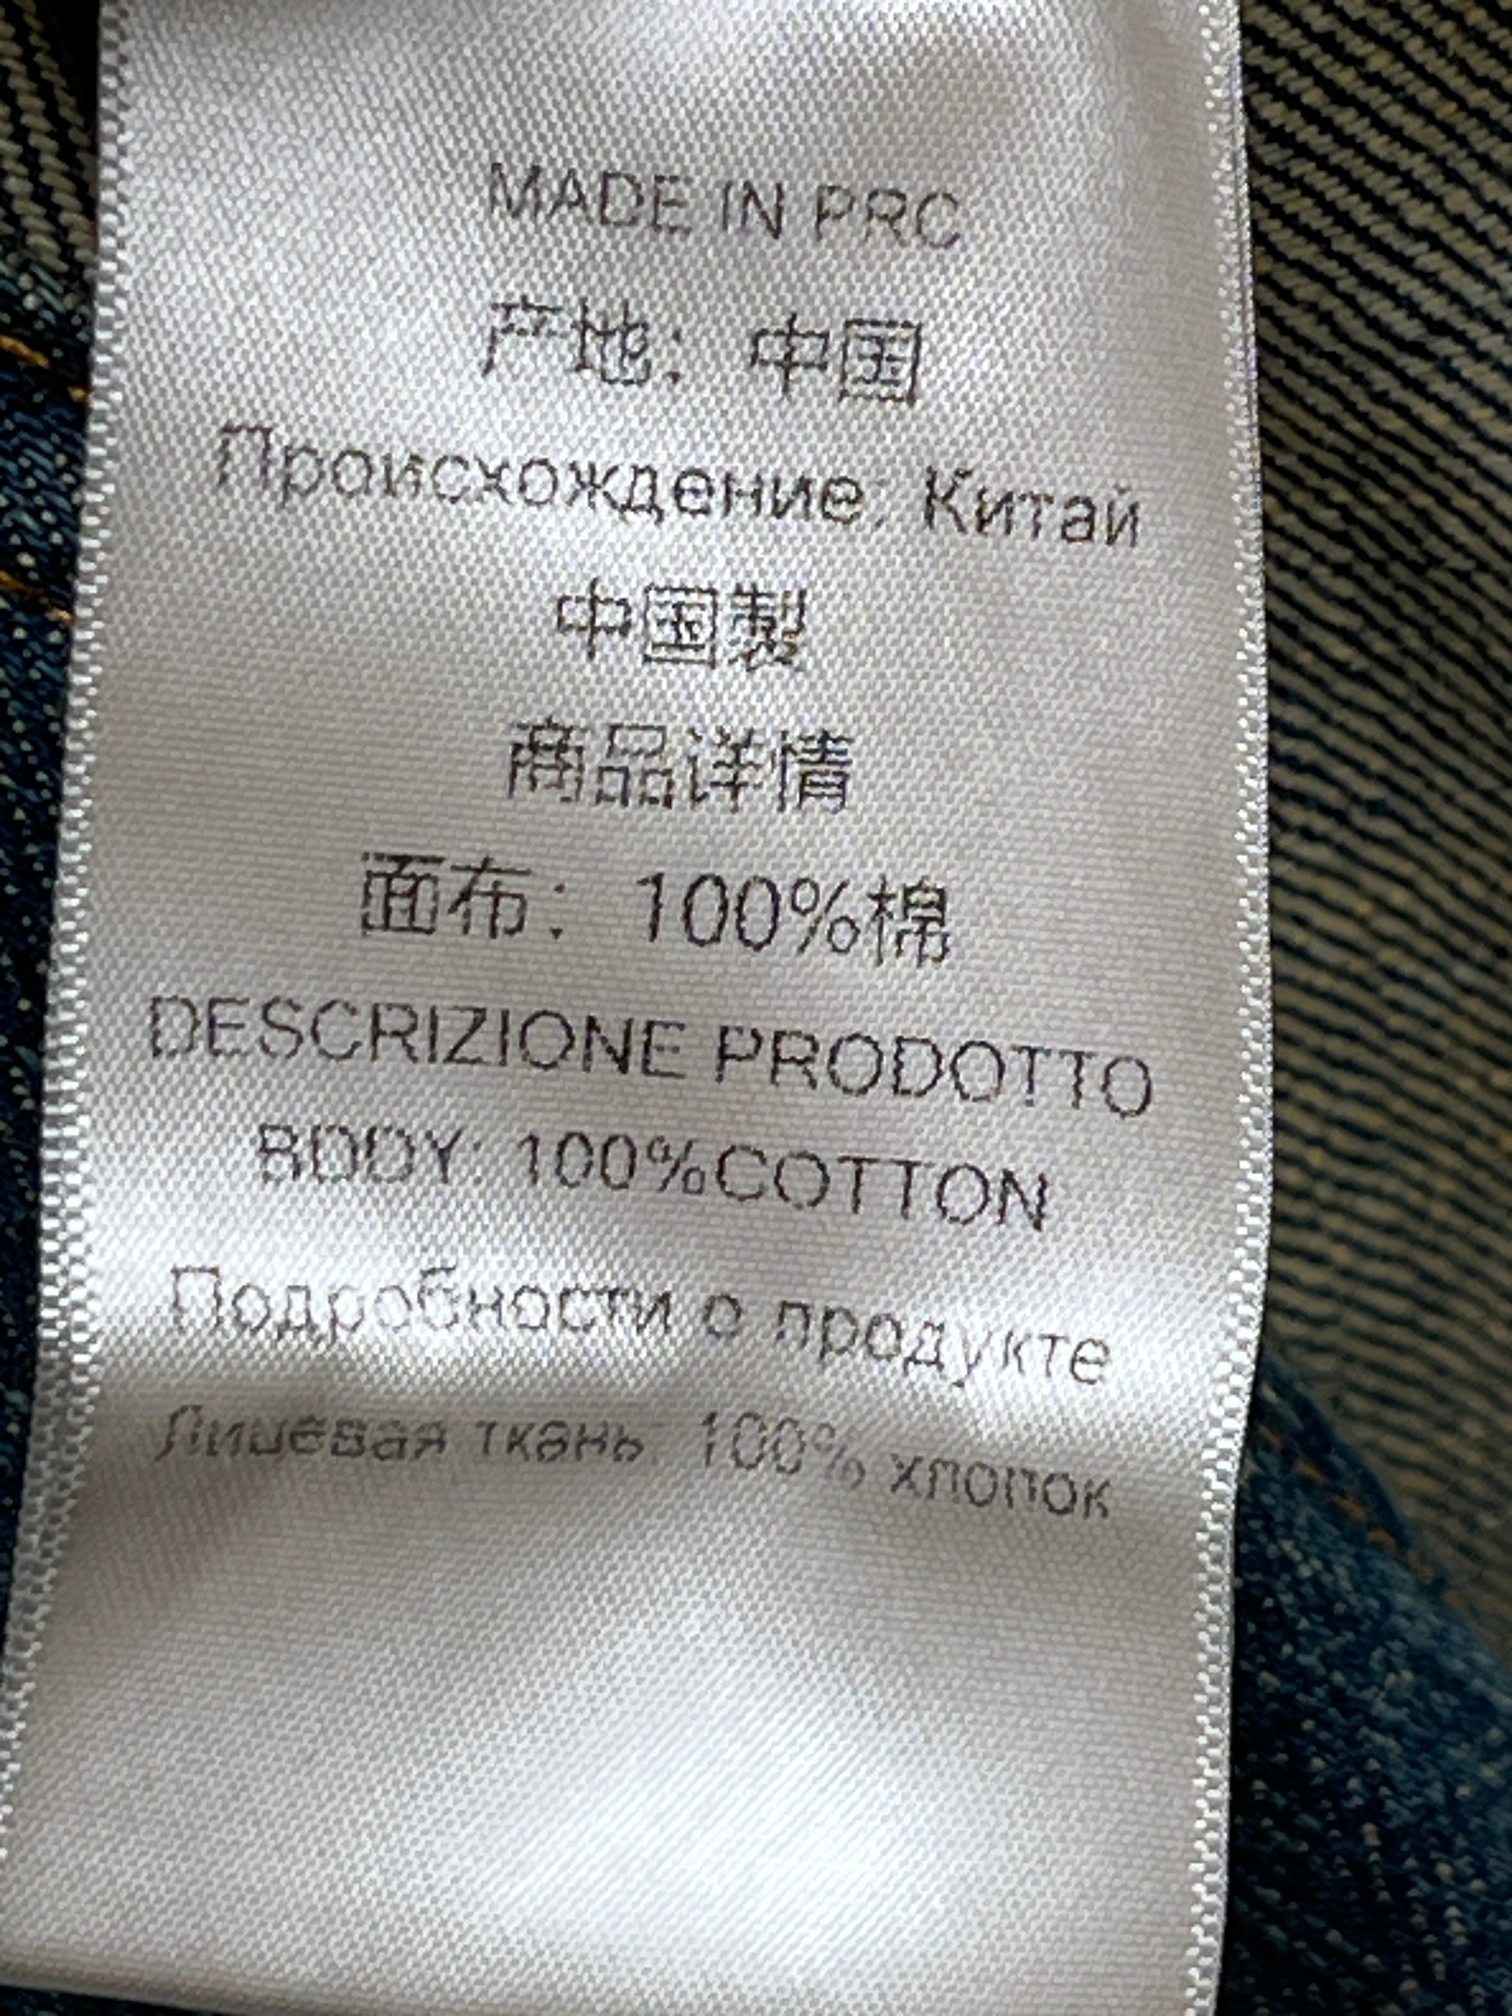 MADE IN PRC
产地：中国
Происхождение: Китай
中国製
商品详情
面布：100%棉
DESCRIZIONE PRODOTTO
BODY: 100%COTTON
Подробности о продукте
Лицевая ткань: 100% хлопок